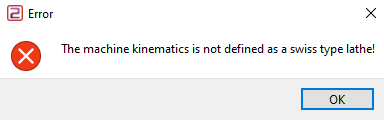 Error
The machine kinematics is not defined as a swiss type lathe!
OK